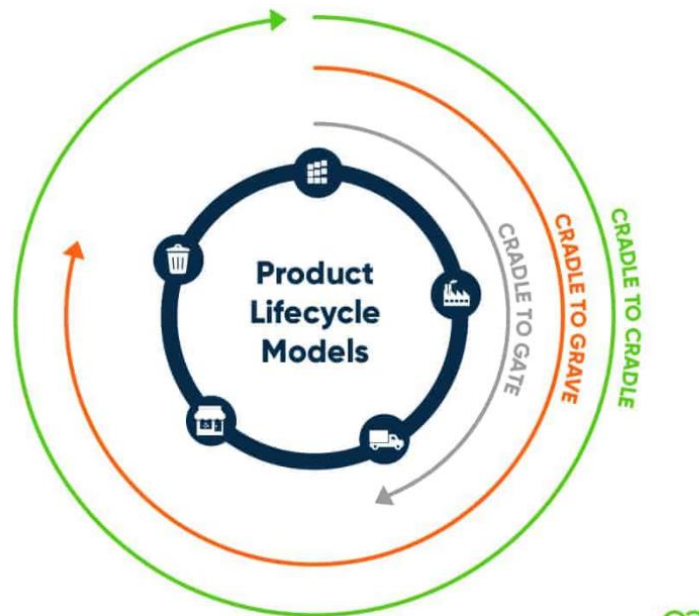 Product
Lifecycle
Models
CRADLE TO GATE
CRADLE TO GRAVE
CRADLE TO CRADLE